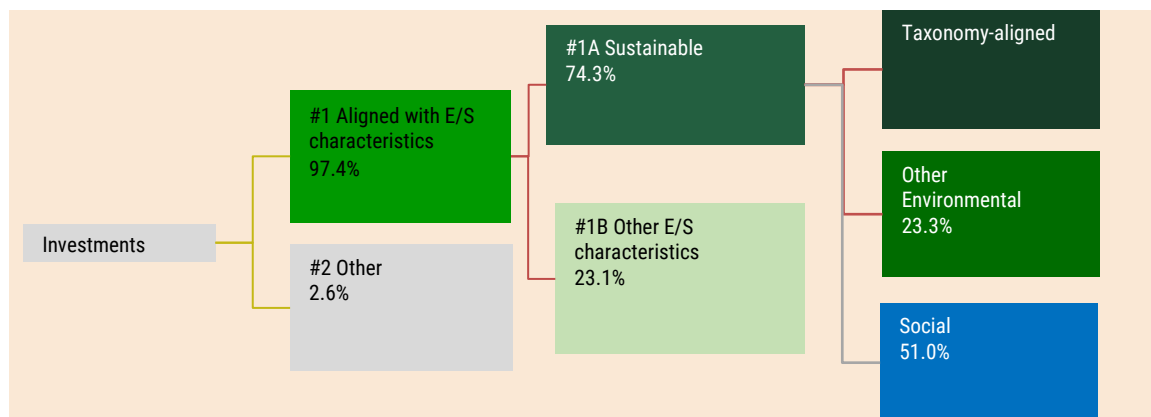 Investments
#1 Aligned with E/S
characteristics
97.4%
#2 Other
2.6%
#1A Sustainable
74.3%
#1B Other E/S
characteristics
23.1%
Taxonomy-aligned
Other
Environmental
23.3%
Social
51.0%